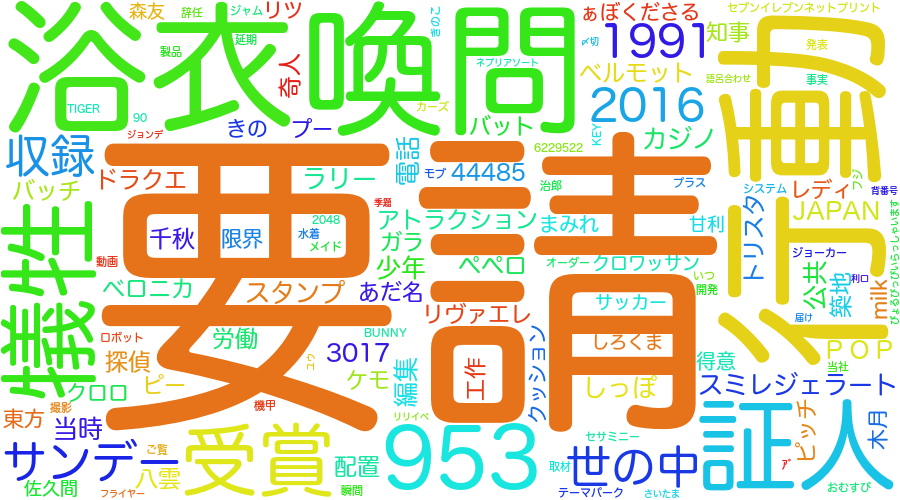 森友
辞任
ジャム
リツ
きのこ
ぁぼくださる
セブンイレブンネットプリント
浴衣
喚問
1991
知事
製品
延期
〆切
発表
行動
奇人
ネプリアソート
ベルモット
語呂合わせ
事実
TIGER
90
カーズ
2016
ジョンデ
きの
プー
バット
KEY
カジノ
収録
電話
6229522
要請
ドラクエ
ラリー
モブ
44485
治郎
プラス
システム
レディ
フジ
背番号
バッチ
季題
2048
アトラクション
まみれ
甘利
トリスタ
JAPAN
ぴょるぴっぴいらっしゃいます
犠牲
千秋
限界
水着
メイド
ガラ
ジョーカー
動画
少年
ペペロ
オーダー
クロワッサン
いつ
開発
公共
築地
利口
ベロニカ
スタンプ
あだ名
サッカー
milk
リヴァエレ
届け
ロボット
労働
BUNNY
クッション
しろくま
3017
POP
探偵
ユウ
工作
得意
当社
クロロ
ピー
ケモ
編集
しっぽ
スミレジェラート
撮影
機甲
東方
当時
リリイベ
ピッチ
木月
サンデー
ご覧
受賞
953
セサミニー
証人
八雲
配置
世の中
取材
ﾌﾟ
佐久間
瞬間
フライヤー
テーマパーク
さいたま
おむすび